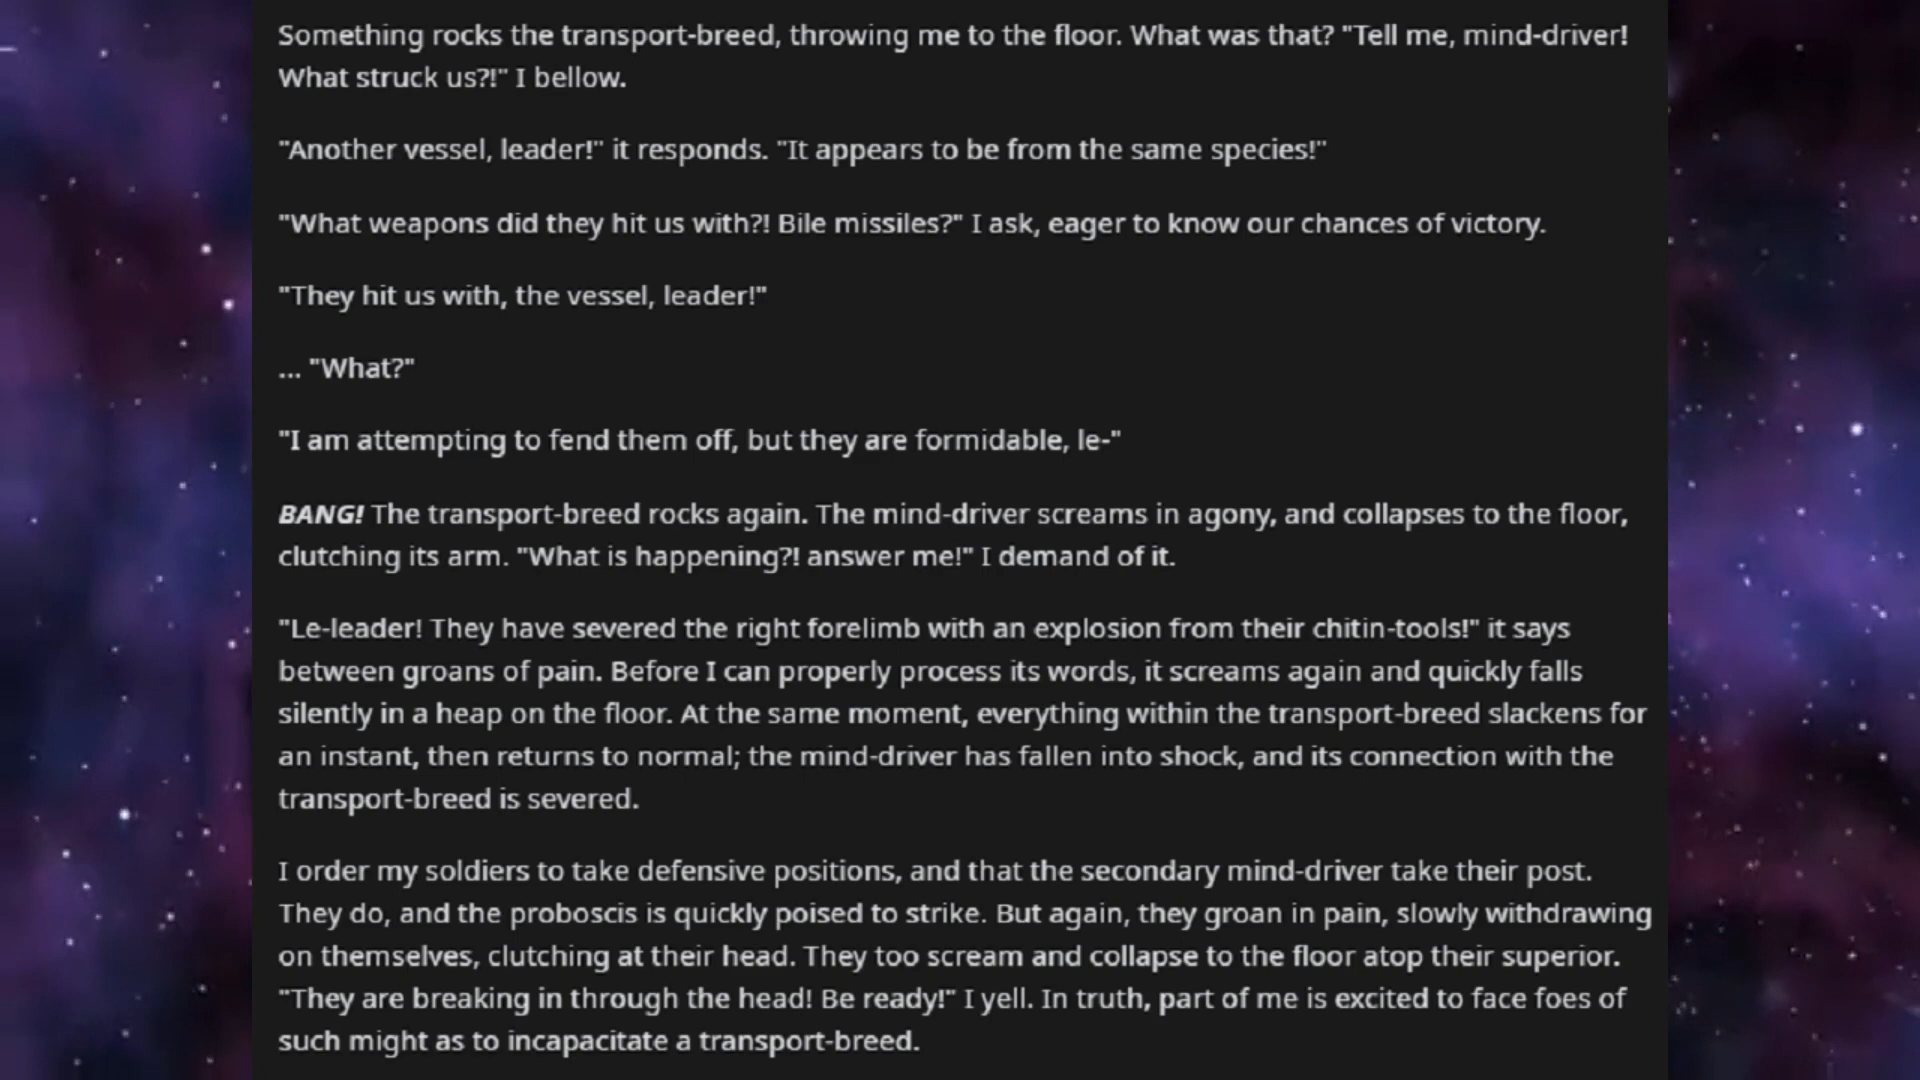 Something rocks the transport-breed, throwing me to the floor. What was that? "Tell me, mind-driver!
What struck us?!" I bellow.
"Another vessel, leader!" it responds. "It appears to be from the same species!"
"What weapons did they hit us with?! Bile missiles?" I ask, eager to know our chances of victory.
"They hit us with, the vessel, leader!"
... "What?"
"I am attempting to fend them off, but they are formidable, le-"
BANG! The transport-breed rocks again. The mind-driver screams in agony, and collapses to the floor,
clutching its arm. "What is happening?! answer me!" I demand of it.
"Le-leader! They have severed the right forelimb with an explosion from their chitin-tools!" it says
between groans of pain. Before I can properly process its words, it screams again and quickly falls
silently in a heap on the floor. At the same moment, everything within the transport-breed slackens for
an instant, then returns to normal; the mind-driver has fallen into shock, and its connection with the
transport-breed is severed.
I order my soldiers to take defensive positions, and that the secondary mind-driver take their post.
They do, and the proboscis is quickly poised to strike. But again, they groan in pain, slowly withdrawing
on themselves, clutching at their head. They too scream and collapse to the floor atop their superior.
"They are breaking in through the head! Be ready!" I yell. In truth, part of me is excited to face foes of
such might as to incapacitate a transport-breed.